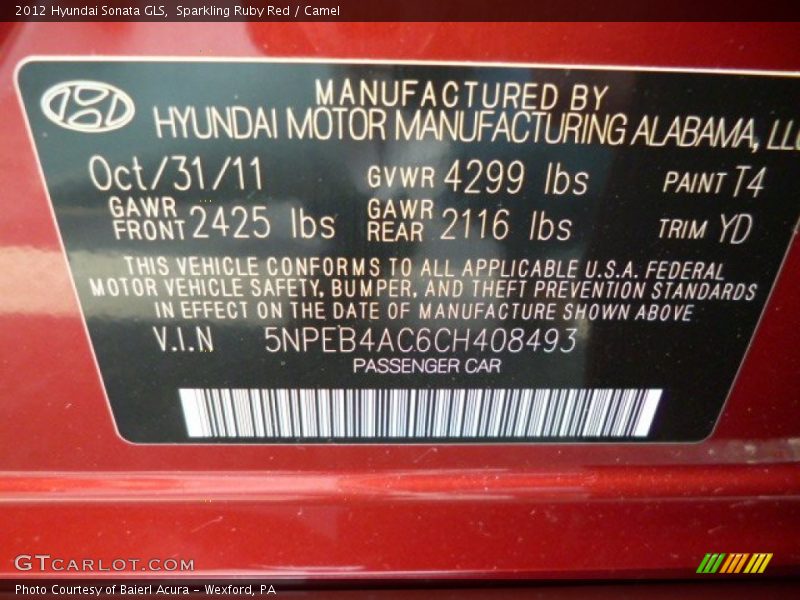 2012 Hyundai Sonata GLS, Sparkling Ruby Red / Camel
MANUFACTURED BY
HYUNDAI MOTOR MANUFACTURING ALABAMA, LLC
Oct/31/11 GVWR 4299 lbs PAINT T4
GAWR FRONT 2425 lbs GAWR REAR 2116 lbs TRIM YD
THIS VEHICLE CONFORMS TO ALL APPLICABLE U.S.A. FEDERAL
MOTOR VEHICLE SAFETY, BUMPER, AND THEFT PREVENTION STANDARDS
IN EFFECT ON THE DATE OF MANUFACTURE SHOWN ABOVE
V.I.N 5NPEB4AC6CH408493
PASSENGER CAR
GTCARLOT.COM
Photo Courtesy of Baierl Acura - Wexford, PA